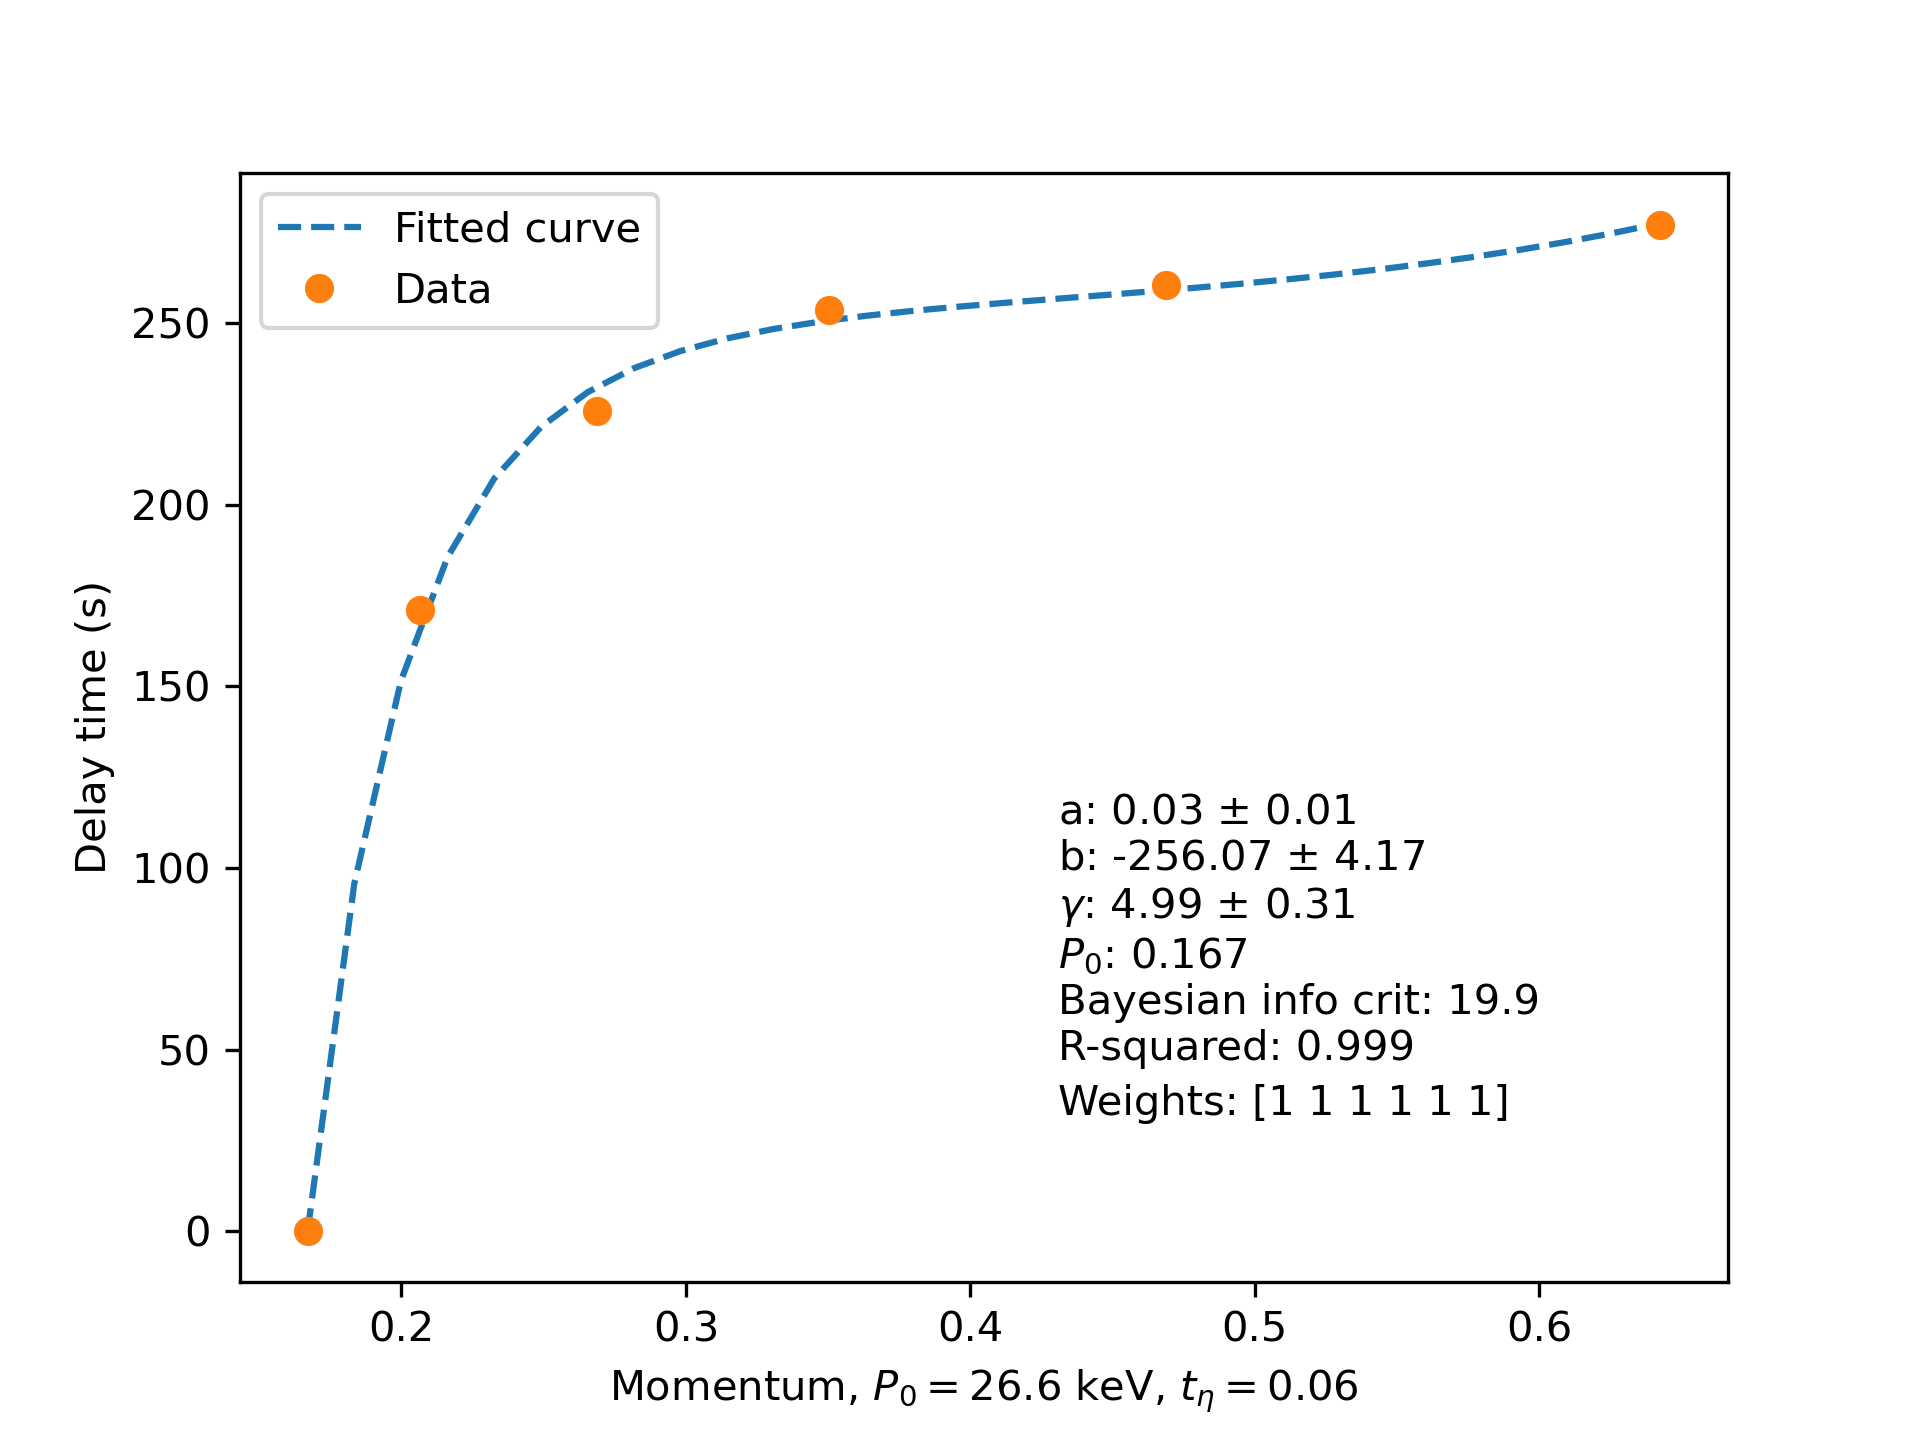 Fitted curve
Data
250
200
150
100
50
0
Delay time (s)
a: 0.03 ± 0.01
b: -256.07 ± 4.17
γ: 4.99 ± 0.31
P₀: 0.167
Bayesian info crit: 19.9
R-squared: 0.999
Weights: [1 1 1 1 1 1]
0.2 0.3 0.4 0.5 0.6
Momentum, P₀ = 26.6 keV, tη = 0.06